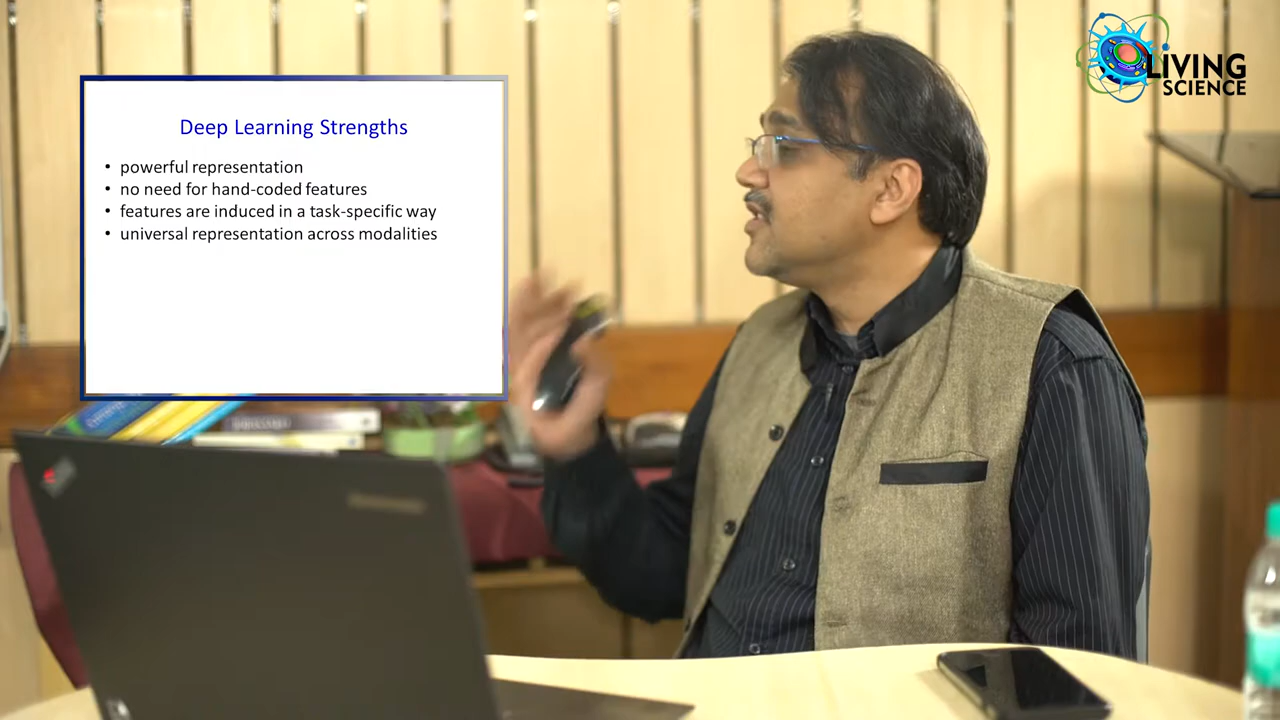 Deep Learning Strengths
• powerful representation
• no need for hand-coded features
• features are induced in a task-specific way
• universal representation across modalities
LIVING
SCIENCE